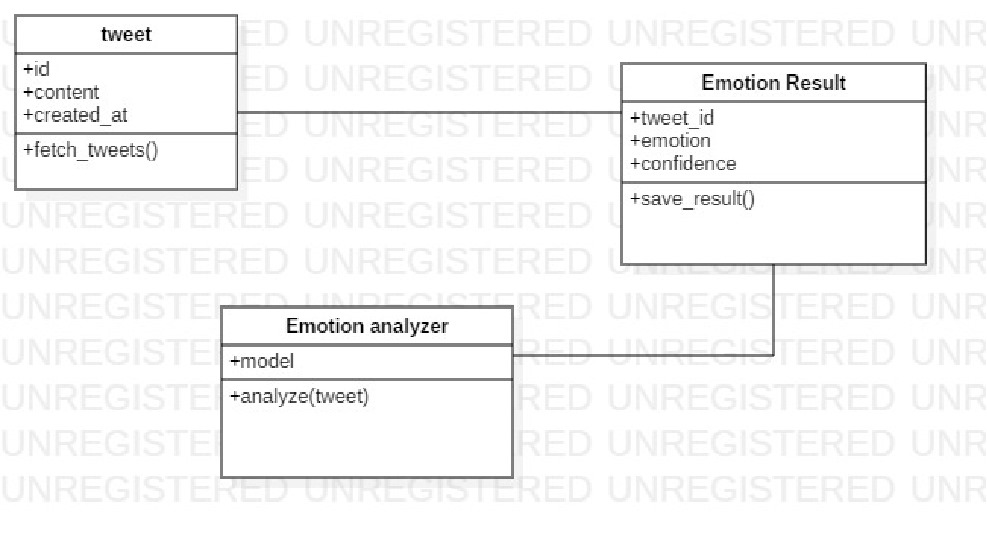 tweet
+id
+content
+created_at
+fetch_tweets()
Emotion Result
+tweet_id
+emotion
+confidence
+save_result()
Emotion analyzer
+model
+analyze(tweet)
UNREGISTERED UNREGISTERED UNREGISTERED UNR